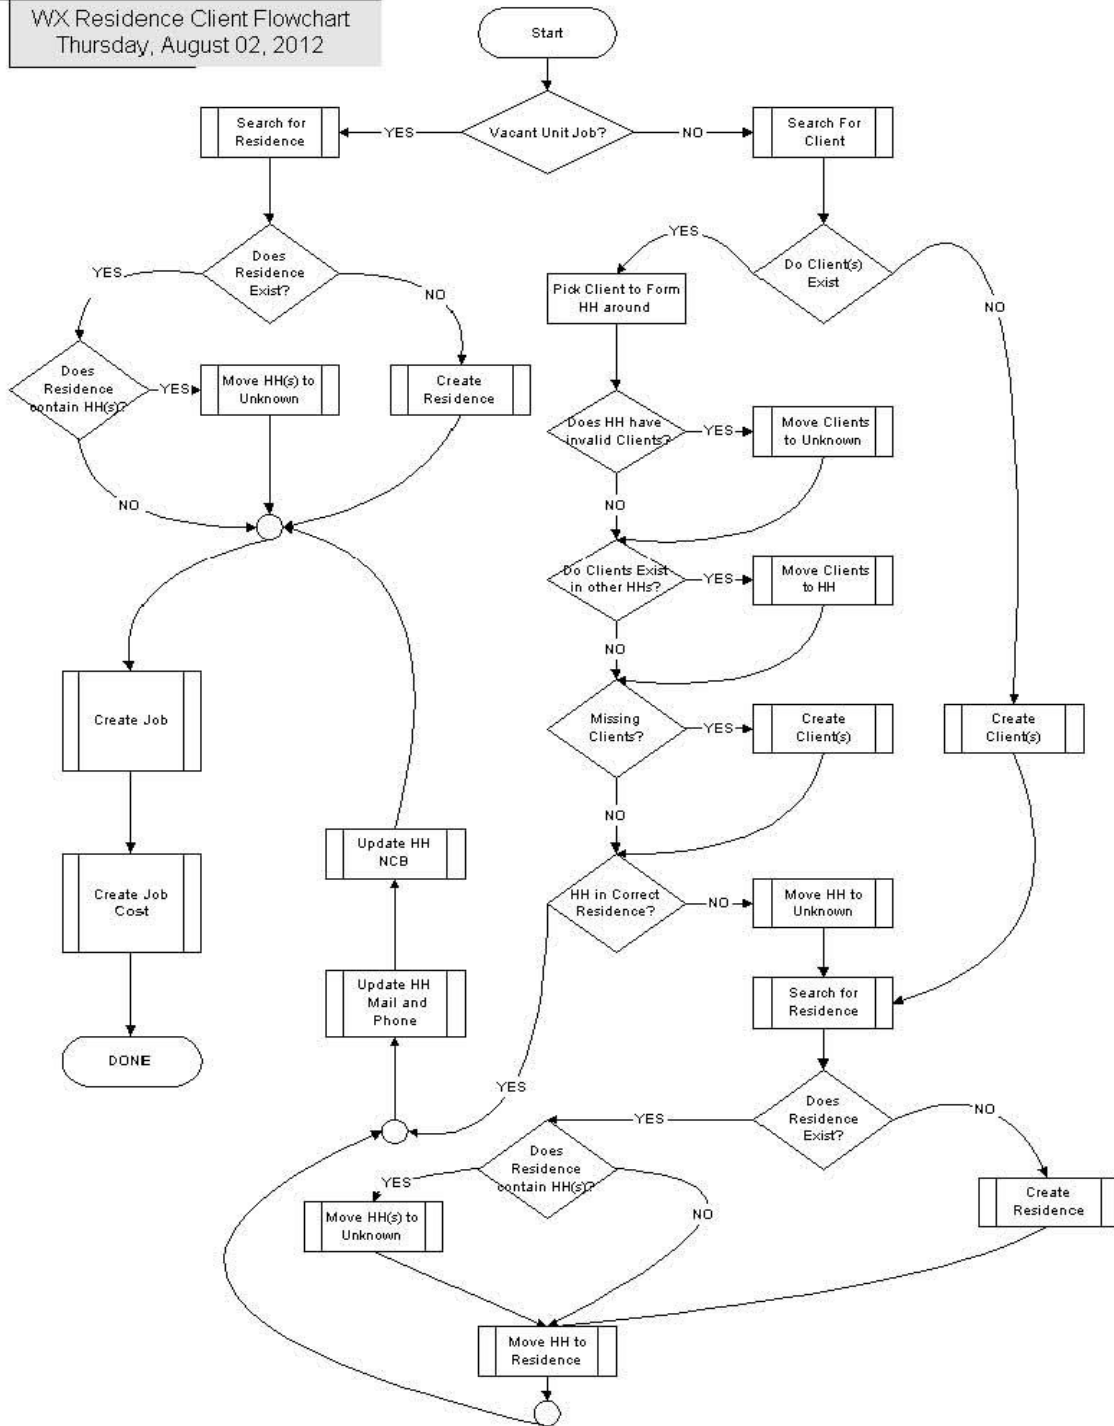 WX Residence Client Flowchart
Thursday, August 02, 2012
Start
Vacant Unit Job?
YES
NO
Search for
Residence
Search For
Client
Does
Residence
Exist?
YES
NO
Do Client(s)
Exist
YES
NO
Pick Client to Form
HH around
Does
Residence
contain HH(s)?
YES
Move HH(s) to
Unknown
Create
Residence
NO
Does HH have
invalid Clients?
YES
Move Clients
to Unknown
NO
Do Clients Exist
in other HHs?
YES
Move Clients
to HH
NO
Missing
Clients?
YES
Create
Client(s)
Create
Client(s)
NO
Create Job
Update HH
NCB
Create Job
Cost
HH in Correct
Residence?
NO
Move HH to
Unknown
Update HH
Mail and
Phone
Search for
Residence
DONE
YES
Does
Residence
Exist?
YES
NO
Does
Residence
contain HH(s)?
YES
NO
Move HH(s) to
Unknown
Create
Residence
Move HH to
Residence